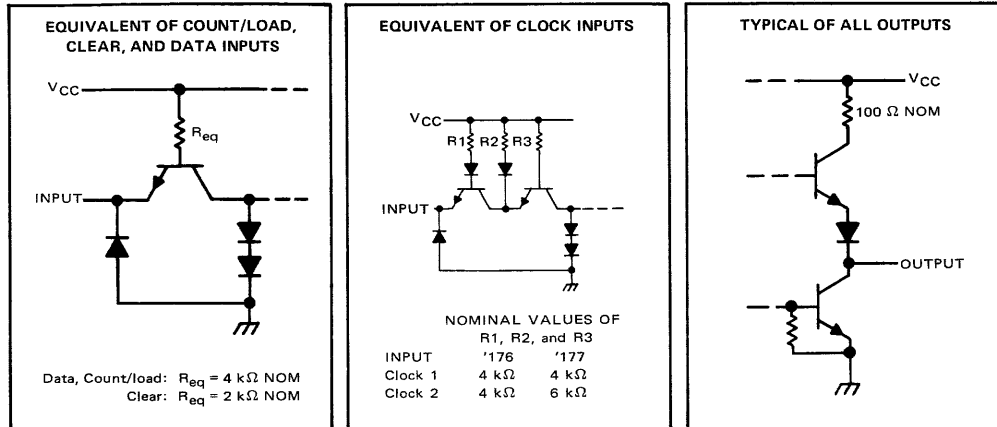 EQUIVALENT OF COUNT/LOAD,
CLEAR, AND DATA INPUTS
VCC
Req
INPUT
Data, Count/load: Req = 4 kΩ NOM
Clear: Req = 2 kΩ NOM
EQUIVALENT OF CLOCK INPUTS
VCC
R1 R2 R3
INPUT
NOMINAL VALUES OF
R1, R2, and R3
INPUT '176 '177
Clock 1 4 kΩ 4 kΩ
Clock 2 4 kΩ 6 kΩ
TYPICAL OF ALL OUTPUTS
VCC
100 Ω NOM
OUTPUT